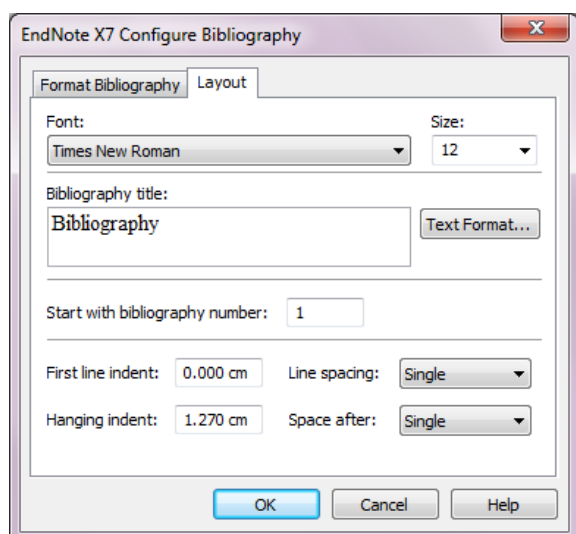 EndNote X7 Configure Bibliography
Format Bibliography Layout
Font: Size:
Times New Roman 12
Bibliography title:
Bibliography Text Format...
Start with bibliography number: 1
First line indent: 0.000 cm Line spacing: Single
Hanging indent: 1.270 cm Space after: Single
OK Cancel Help